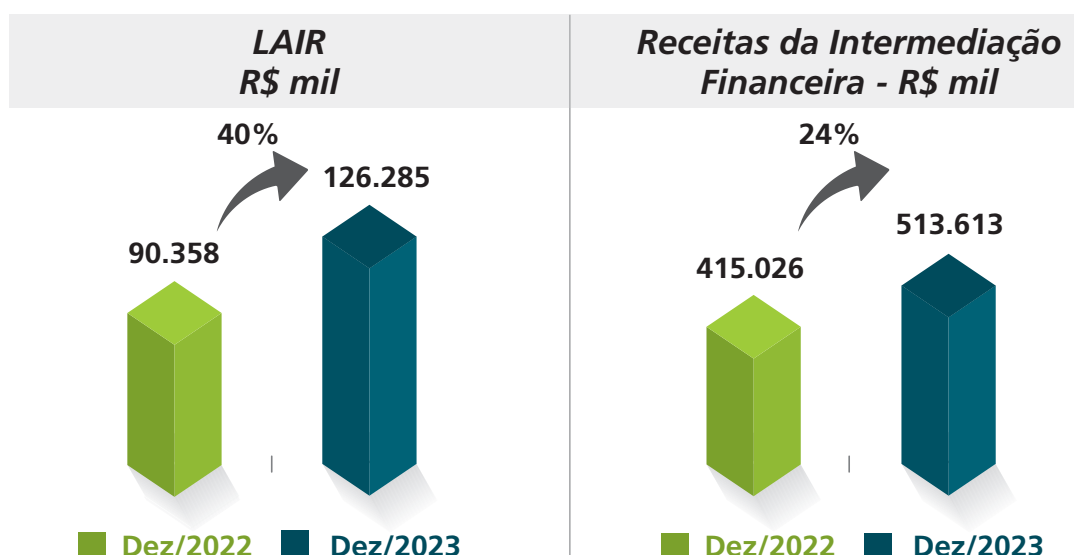 LAIR
R$ mil
40%
126.285
90.358
Dez/2022 Dez/2023
Receitas da Intermediação
Financeira - R$ mil
24%
513.613
415.026
Dez/2022 Dez/2023